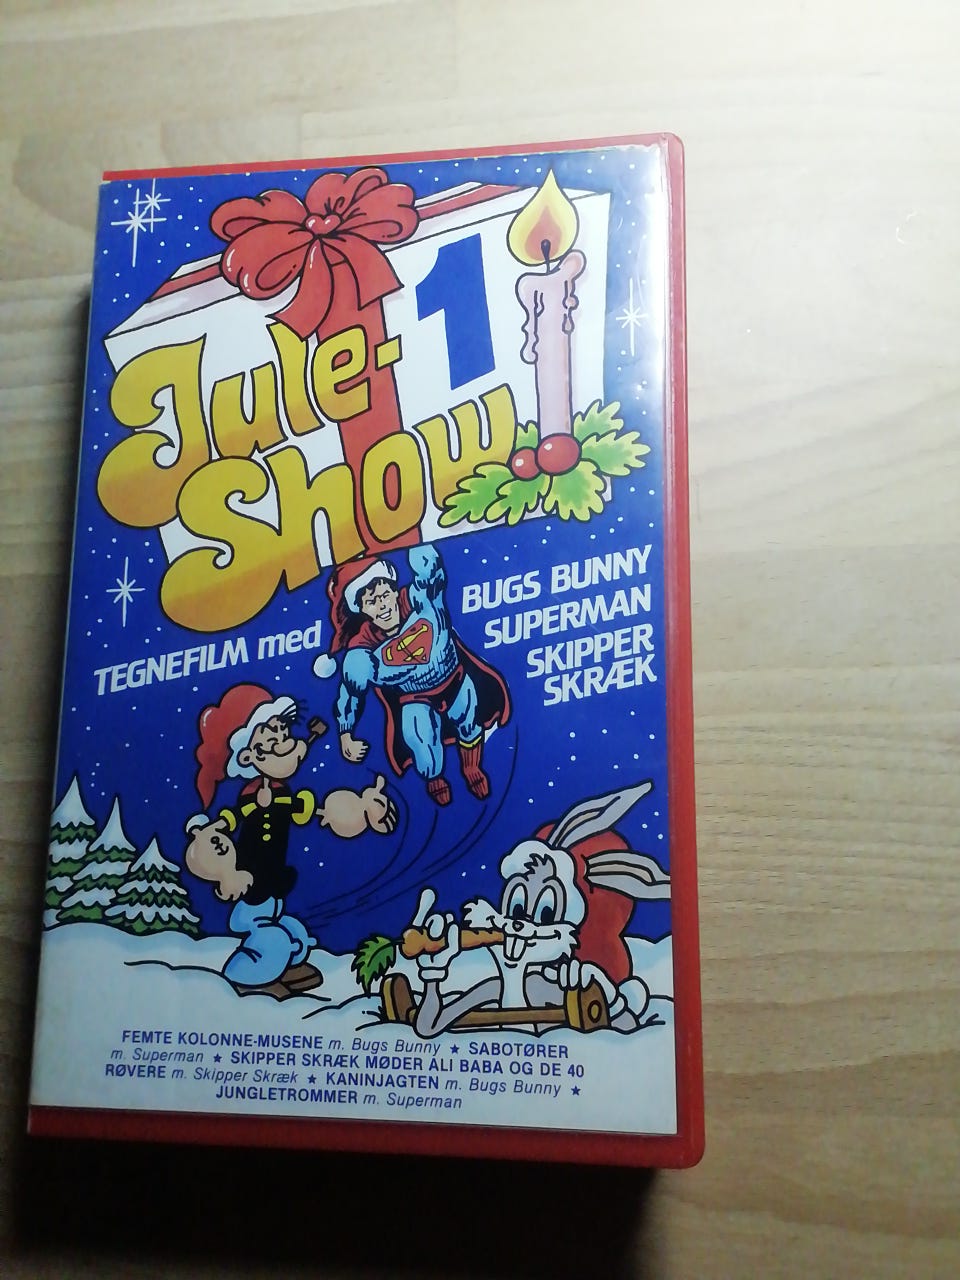 Jule-
Show
1
TEGNEFILM med
BUGS BUNNY
SUPERMAN
SKIPPER
SKRÆK
FEMTE KOLONNE-MUSENE m. Bugs Bunny ★ SABOTØRER
m. Superman ★ SKIPPER SKRÆK MØDER ALI BABA OG DE 40
RØVERE m. Skipper Skræk ★ KANINJAGTEN m. Bugs Bunny ★
JUNGLETROMMER m. Superman